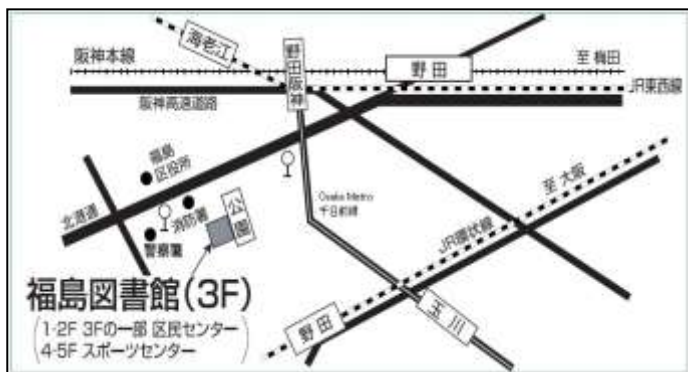 海老江
阪神本線
野田阪神
野田
至 梅田
JR東西線
阪神高速道路
福島
区役所
北港通
消防署
警察署
公園
Osaka Metro
千日前線
至 大阪
JR環状線
玉川
野田
福島図書館(3F)
(1・2F 3Fの一部 区民センター
4・5F スポーツセンター)